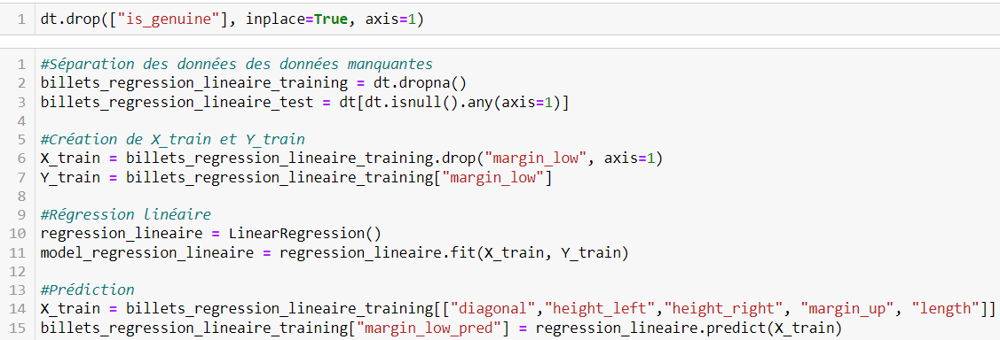 1 dt.drop(["is_genuine"], inplace=True, axis=1)
1 #Séparation des données des données manquantes
2 billets_regression_lineaire_training = dt.dropna()
3 billets_regression_lineaire_test = dt[dt.isnull().any(axis=1)]
4
5 #Création de X_train et Y_train
6 X_train = billets_regression_lineaire_training.drop("margin_low", axis=1)
7 Y_train = billets_regression_lineaire_training["margin_low"]
8
9 #Régression linéaire
10 regression_lineaire = LinearRegression()
11 model_regression_lineaire = regression_lineaire.fit(X_train, Y_train)
12
13 #Prédiction
14 X_train = billets_regression_lineaire_training[["diagonal","height_left","height_right", "margin_up", "length"]]
15 billets_regression_lineaire_training["margin_low_pred"] = regression_lineaire.predict(X_train)